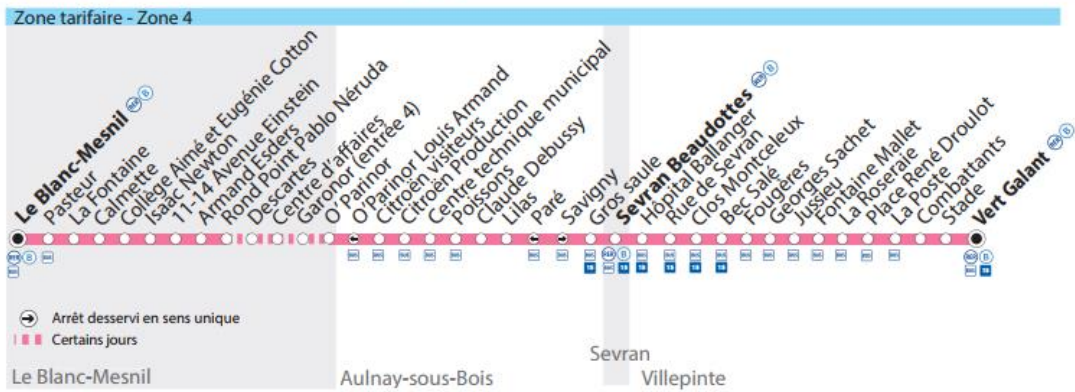 Zone tarifaire - Zone 4
Le Blanc-Mesnil RER B
Pasteur
La Fontaine
Calmette
Collège Aimé et Eugénie Cotton
Isaac Newton
11-14 Avenue Einstein
Armand Esders
Rond Point Pablo Néruda
Descartes
Centre d'affaires
Garonor (entrée 4)
O'Parinor
O'Parinor Louis Armand
Citroën visiteurs
Citroën Production
Centre technique municipal
Poissons
Claude Debussy
Lilas
Paré
Savigny
Gros saule
Sevran Beaudottes RER B
Hôpital Ballanger
Rue de Sevran
Clos Montceleux
Bec Salé
Fougères
Georges Sachet
Jussieu
Fontaine Mallet
La Roseraie
Place René Droulot
La Poste
Combattants
Stade
Vert Galant RER B
Arrêt desservi en sens unique
Certains jours
Le Blanc-Mesnil
Aulnay-sous-Bois
Sevran
Villepinte